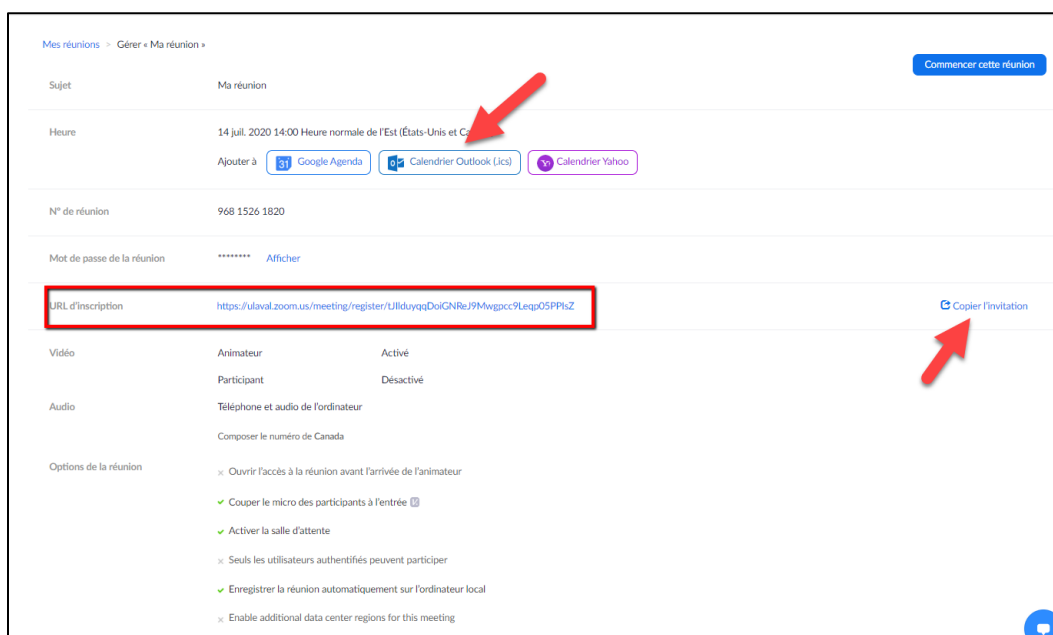 Mes réunions > Gérer « Ma réunion »
Commencer cette réunion
Sujet Ma réunion
Heure 14 juil. 2020 14:00 Heure normale de l'Est (États-Unis et Ca
Ajouter à 31 Google Agenda Calendrier Outlook (.ics) Calendrier Yahoo
N° de réunion 968 1526 1820
Mot de passe de la réunion ******** Afficher
URL d'inscription https://ulaval.zoom.us/meeting/register/tJIlduyqqDoiGNReJ9Mwgpcc9Leqp05PPIsZ Copier l'invitation
Vidéo Animateur Activé
Participant Désactivé
Audio Téléphone et audio de l'ordinateur
Composer le numéro de Canada
Options de la réunion × Ouvrir l'accès à la réunion avant l'arrivée de l'animateur
✓ Couper le micro des participants à l'entrée
✓ Activer la salle d'attente
× Seuls les utilisateurs authentifiés peuvent participer
✓ Enregistrer la réunion automatiquement sur l'ordinateur local
× Enable additional data center regions for this meeting